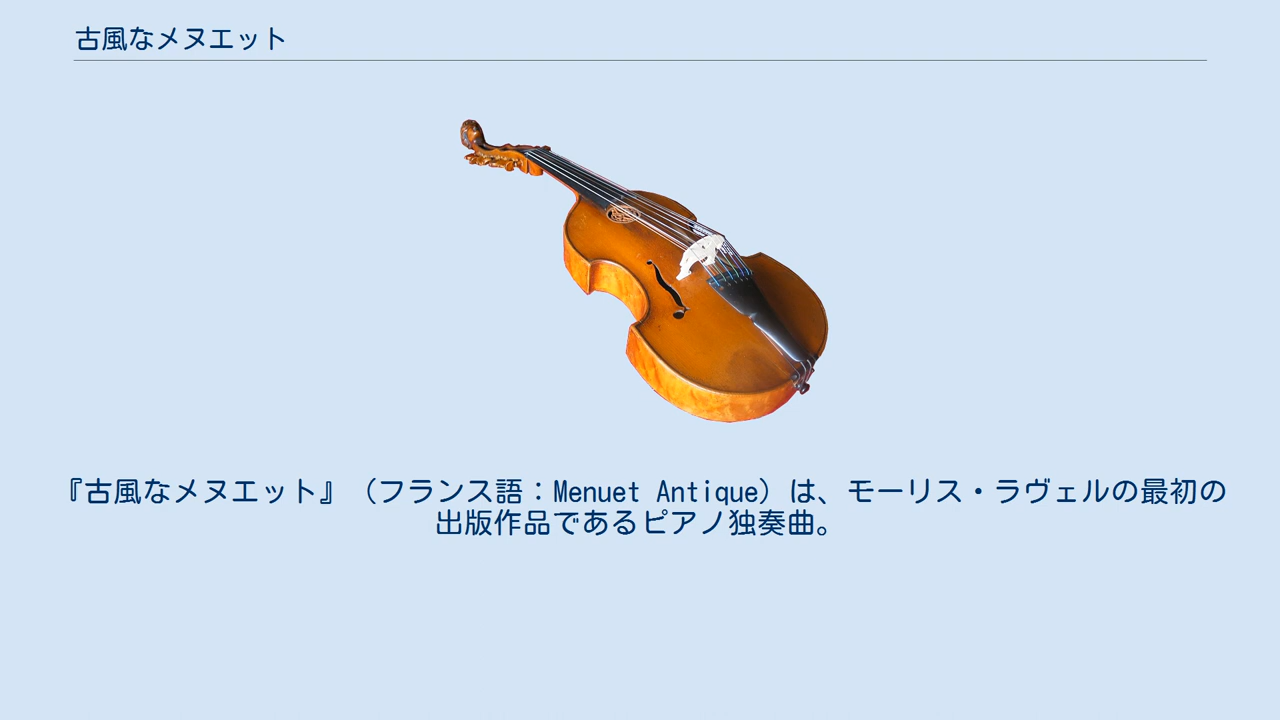 古風なメヌエット
『古風なメヌエット』（フランス語：Menuet Antique）は、モーリス・ラヴェルの最初の
出版作品であるピアノ独奏曲。